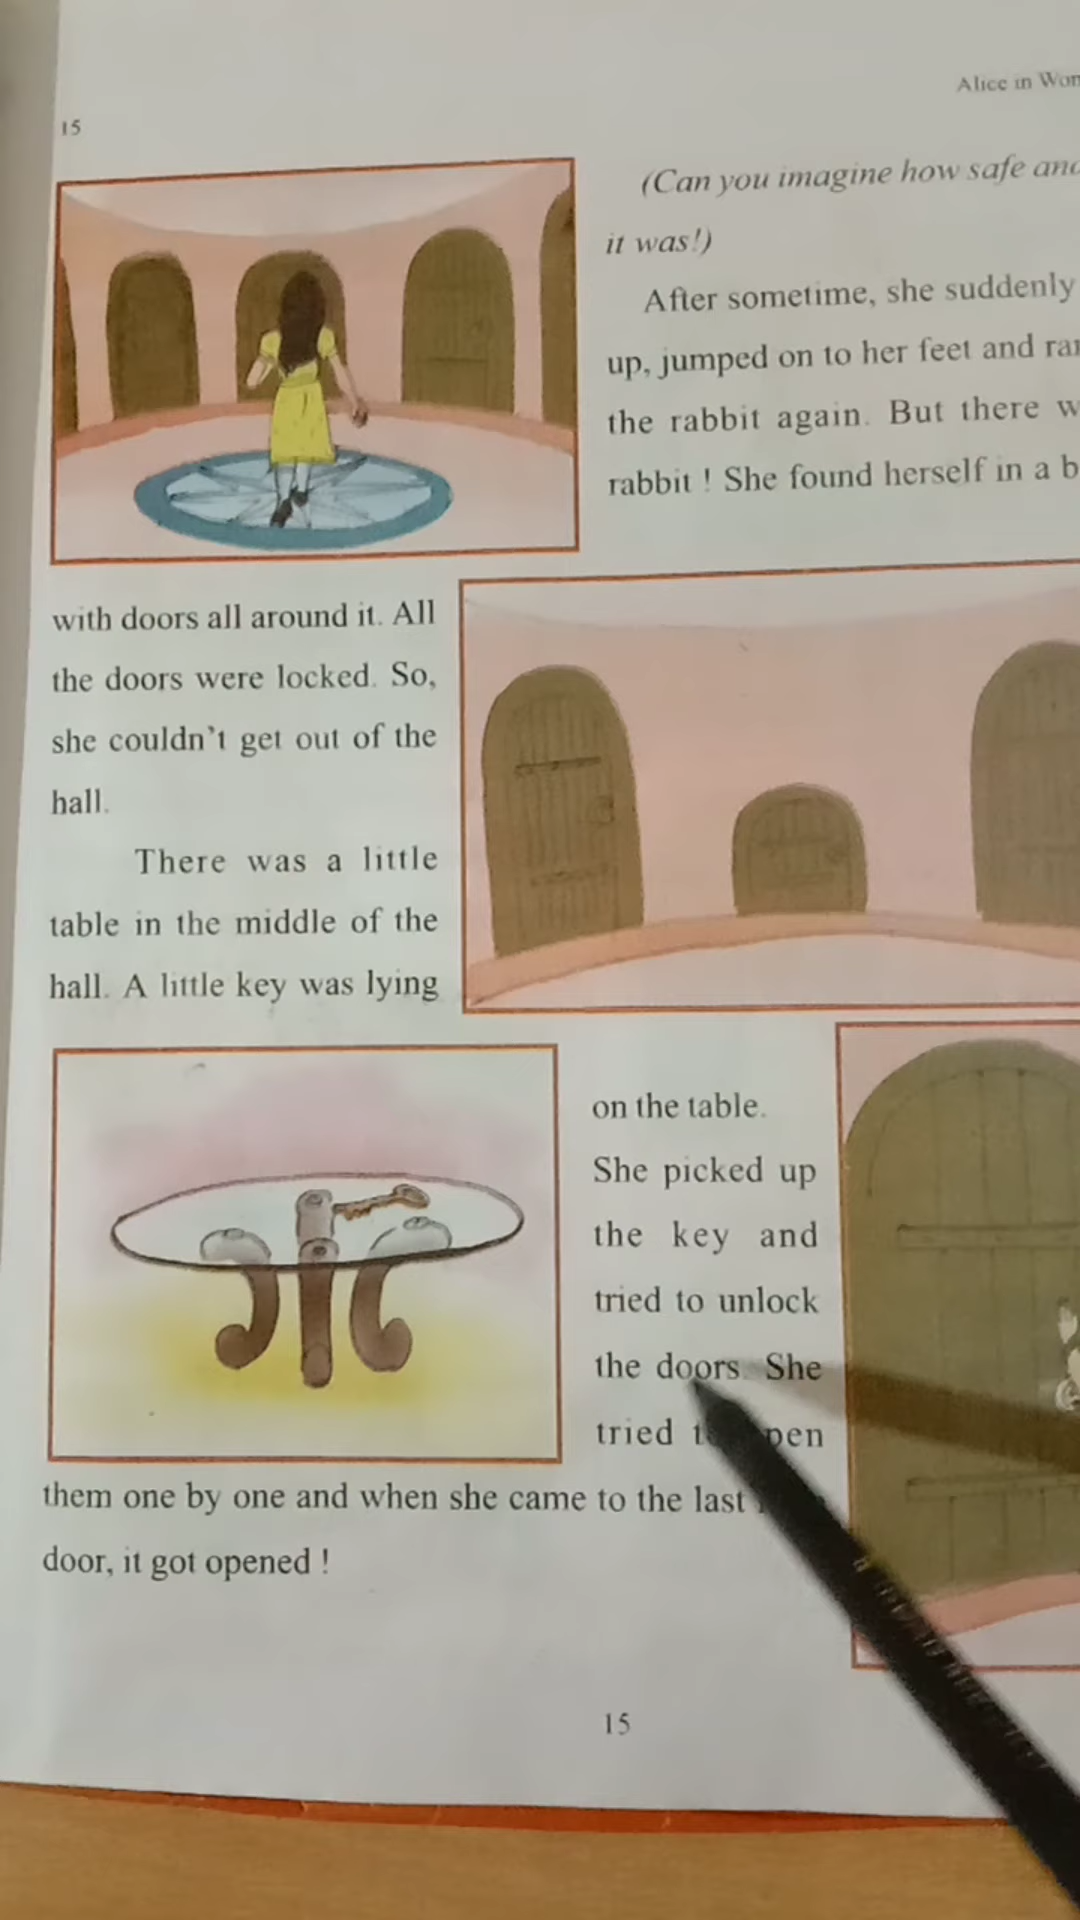 Alice in
15
(Can you imagine how safe and
it was!)
After sometime, she suddenly
up, jumped on to her feet and
the rabbit again. But there
rabbit ! She found herself in a
with doors all around it. All
the doors were locked. So,
she couldn't get out of the
hall.
There was a little
table in the middle of the
hall. A little key was lying
on the table.
She picked up
the key and
tried to unlock
the doors. She
tried
them one by one and when she came to the last
door, it got opened !
15